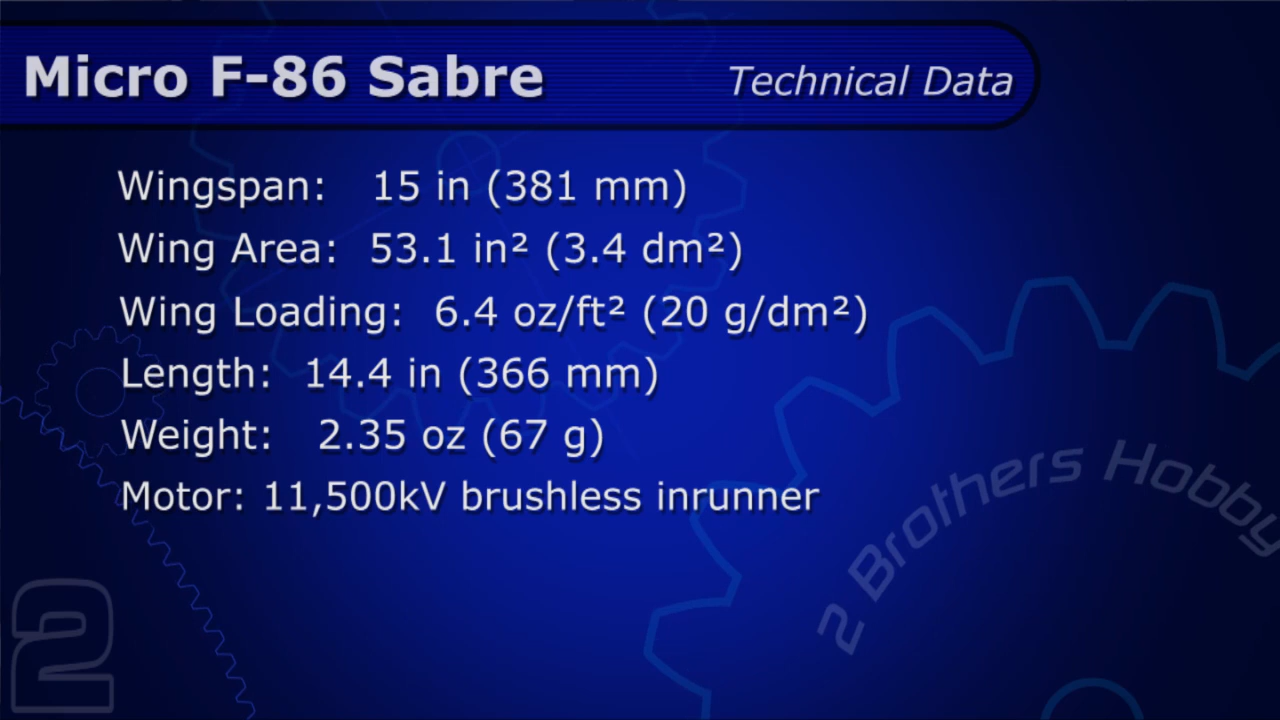 Micro F-86 Sabre Technical Data
Wingspan: 15 in (381 mm)
Wing Area: 53.1 in² (3.4 dm²)
Wing Loading: 6.4 oz/ft² (20 g/dm²)
Length: 14.4 in (366 mm)
Weight: 2.35 oz (67 g)
Motor: 11,500kV brushless inrunner
2 Brothers Hobby
2